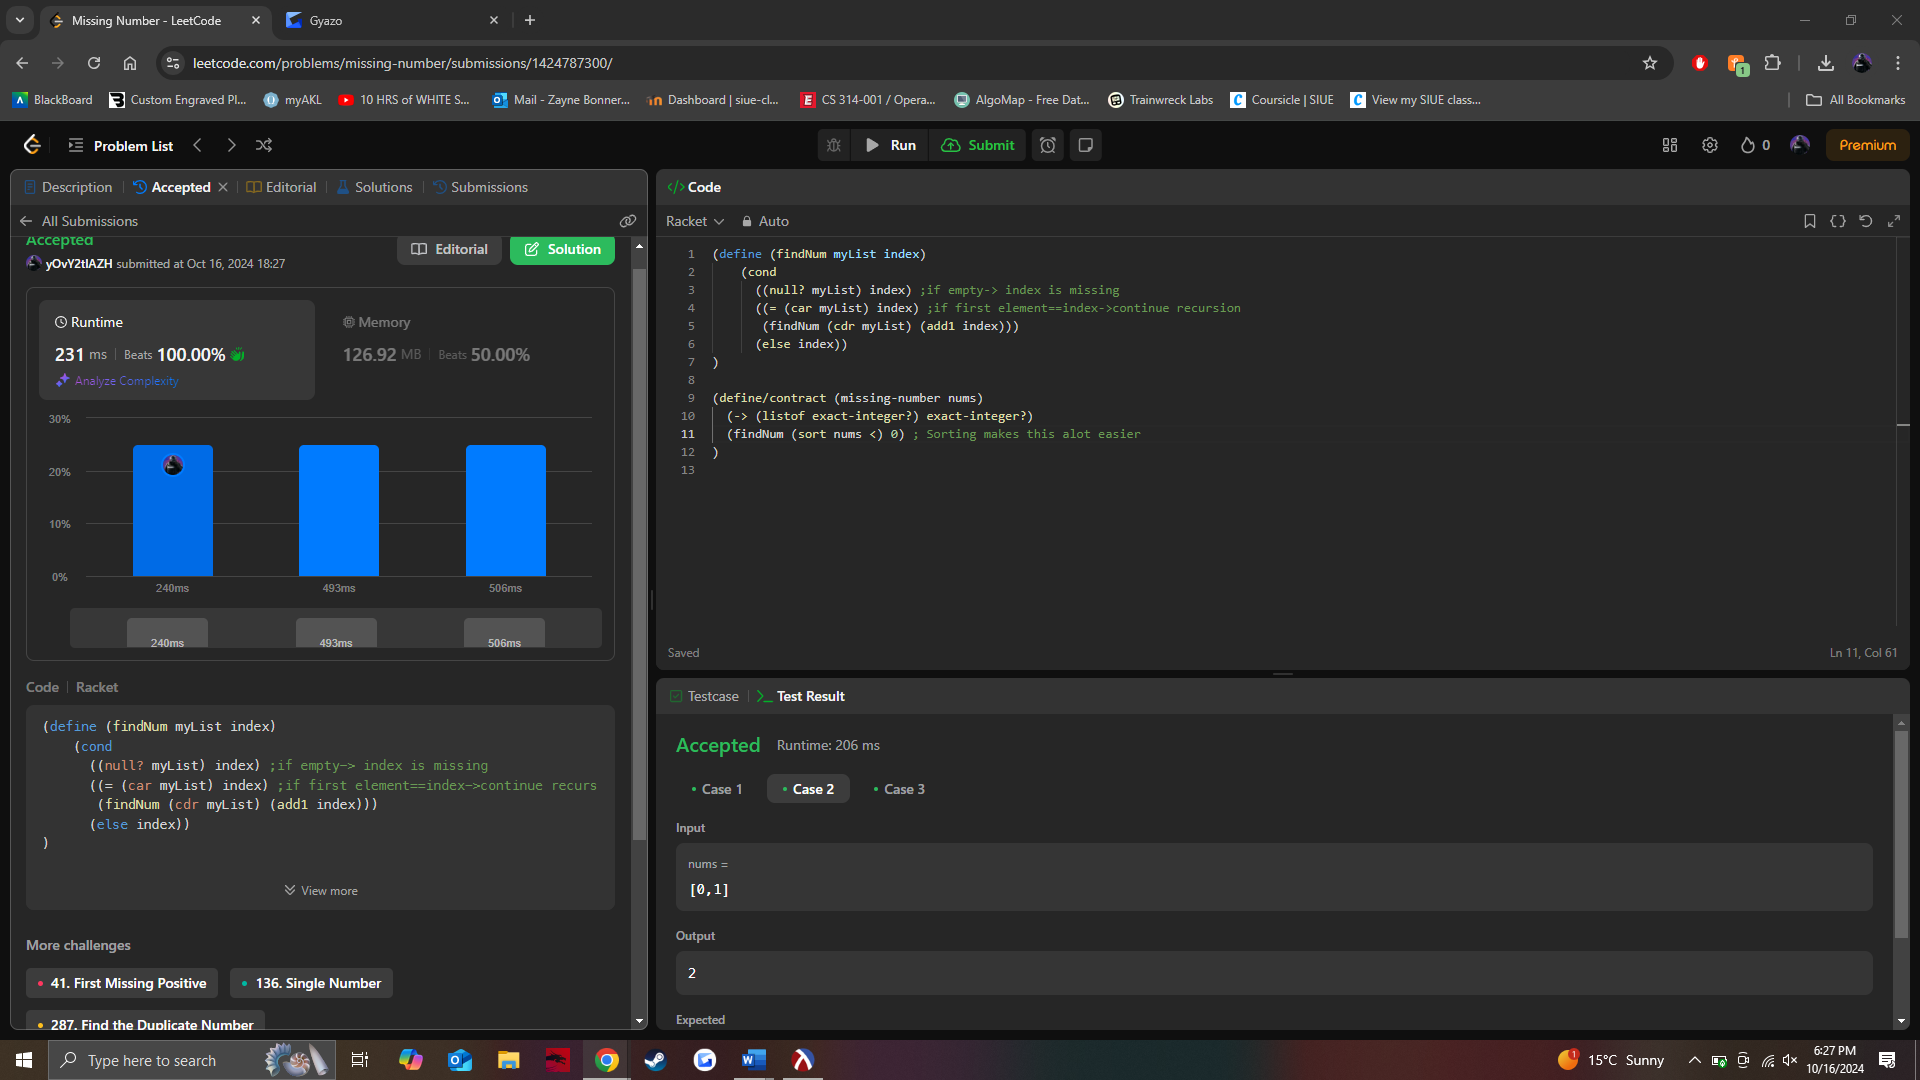 Missing Number - LeetCode
Gyazo
leetcode.com/problems/missing-number/submissions/1424787300/
1
BlackBoard
Custom Engraved Pl...
myAKL
10 HRS of WHITE S...
Mail - Zayne Bonner...
Dashboard | siue-cl...
CS 314-001 / Opera...
AlgoMap - Free Dat...
Trainwreck Labs
Coursicle | SIUE
View my SIUE class...
All Bookmarks
Problem List
Run
Submit
0
Premium
Description
Accepted
Editorial
Solutions
Submissions
All Submissions
Accepted
yOvY2tlAZH submitted at Oct 16, 2024 18:27
Editorial
Solution
Runtime
231 ms | Beats 100.00%
Analyze Complexity
Memory
126.92 MB | Beats 50.00%
30%
20%
10%
0%
240ms
493ms
506ms
240ms
493ms
506ms
Code | Racket
(define (findNum myList index)
(cond
((null? myList) index) ;if empty-> index is missing
((= (car myList) index) ;if first element==index->continue recurs
(findNum (cdr myList) (add1 index)))
(else index))
)
View more
More challenges
41. First Missing Positive
136. Single Number
287. Find the Duplicate Number
</> Code
Racket
Auto
1 (define (findNum myList index)
2 (cond
3 ((null? myList) index) ;if empty-> index is missing
4 ((= (car myList) index) ;if first element==index->continue recursion
5 (findNum (cdr myList) (add1 index)))
6 (else index))
7 )
8
9 (define/contract (missing-number nums)
10 (-> (listof exact-integer?) exact-integer?)
11 (findNum (sort nums <) 0) ; Sorting makes this alot easier
12 )
13
Saved
Ln 11, Col 61
Testcase
Test Result
Accepted Runtime: 206 ms
Case 1
Case 2
Case 3
Input
nums =
[0,1]
Output
2
Expected
Type here to search
1
15°C Sunny
6:27 PM
10/16/2024